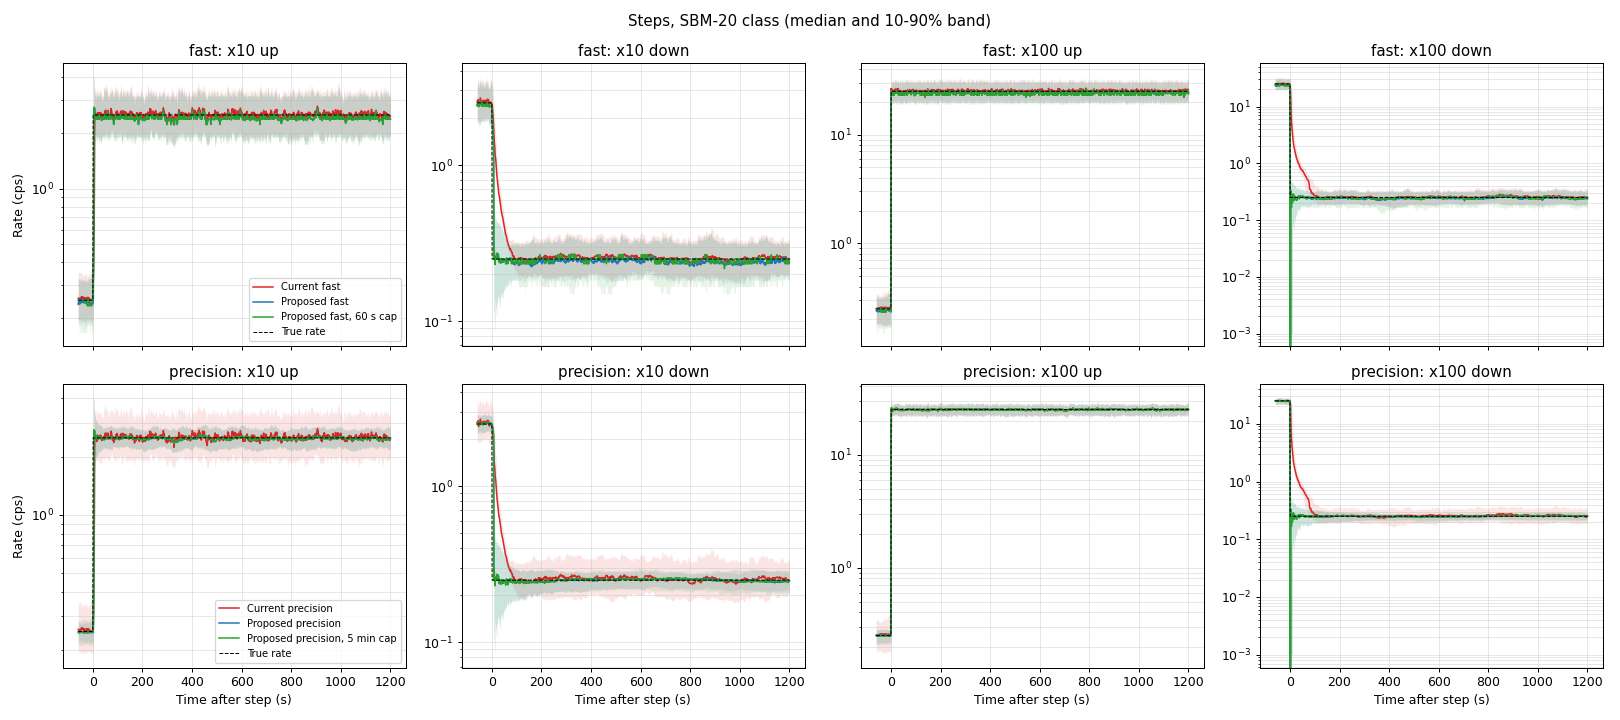 Steps, SBM-20 class (median and 10-90% band)
fast: x10 up
fast: x10 down
fast: x100 up
fast: x100 down
Rate (cps)
10⁰
Current fast
Proposed fast
Proposed fast, 60 s cap
True rate
10⁰
10⁻¹
10¹
10⁰
10¹
10⁰
10⁻¹
10⁻²
10⁻³
precision: x10 up
precision: x10 down
precision: x100 up
precision: x100 down
Rate (cps)
10⁰
Current precision
Proposed precision
Proposed precision, 5 min cap
True rate
10⁰
10⁻¹
10¹
10⁰
10¹
10⁰
10⁻¹
10⁻²
10⁻³
0 200 400 600 800 1000 1200
0 200 400 600 800 1000 1200
0 200 400 600 800 1000 1200
0 200 400 600 800 1000 1200
Time after step (s)
Time after step (s)
Time after step (s)
Time after step (s)